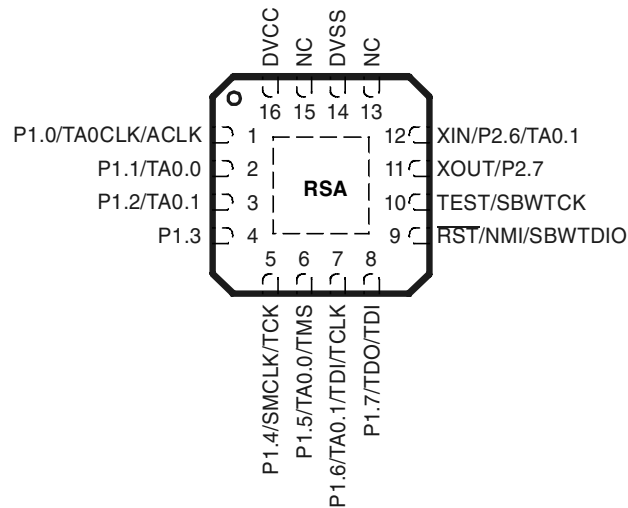 DVCC
NC
DVSS
NC
16 15 14 13
P1.0/TA0CLK/ACLK 1
P1.1/TA0.0 2
P1.2/TA0.1 3
P1.3 4
RSA
12 XIN/P2.6/TA0.1
11 XOUT/P2.7
10 TEST/SBWTCK
9 RST/NMI/SBWTDIO
5 6 7 8
P1.4/SMCLK/TCK
P1.5/TA0.0/TMS
P1.6/TA0.1/TDI/TCLK
P1.7/TDO/TDI